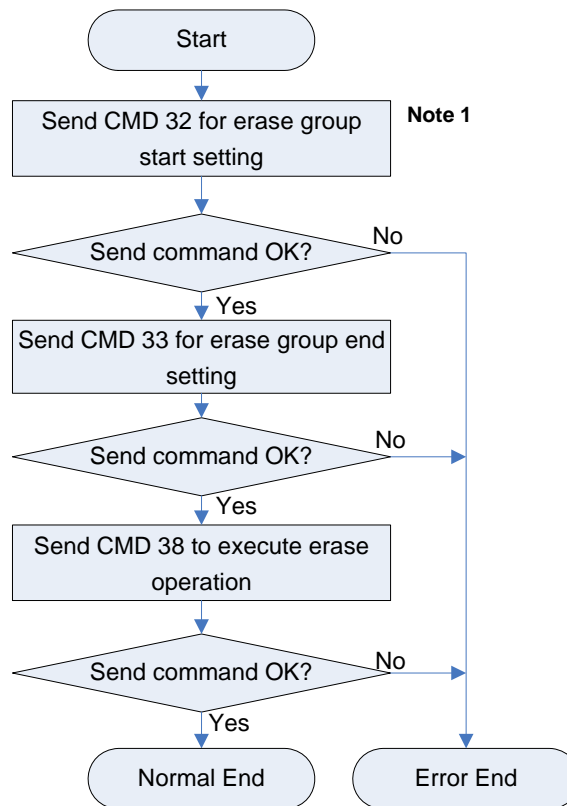 Start
Send CMD 32 for erase group
start setting
Note 1
Send command OK?
No
Yes
Send CMD 33 for erase group end
setting
Send command OK?
No
Yes
Send CMD 38 to execute erase
operation
Send command OK?
No
Yes
Normal End
Error End